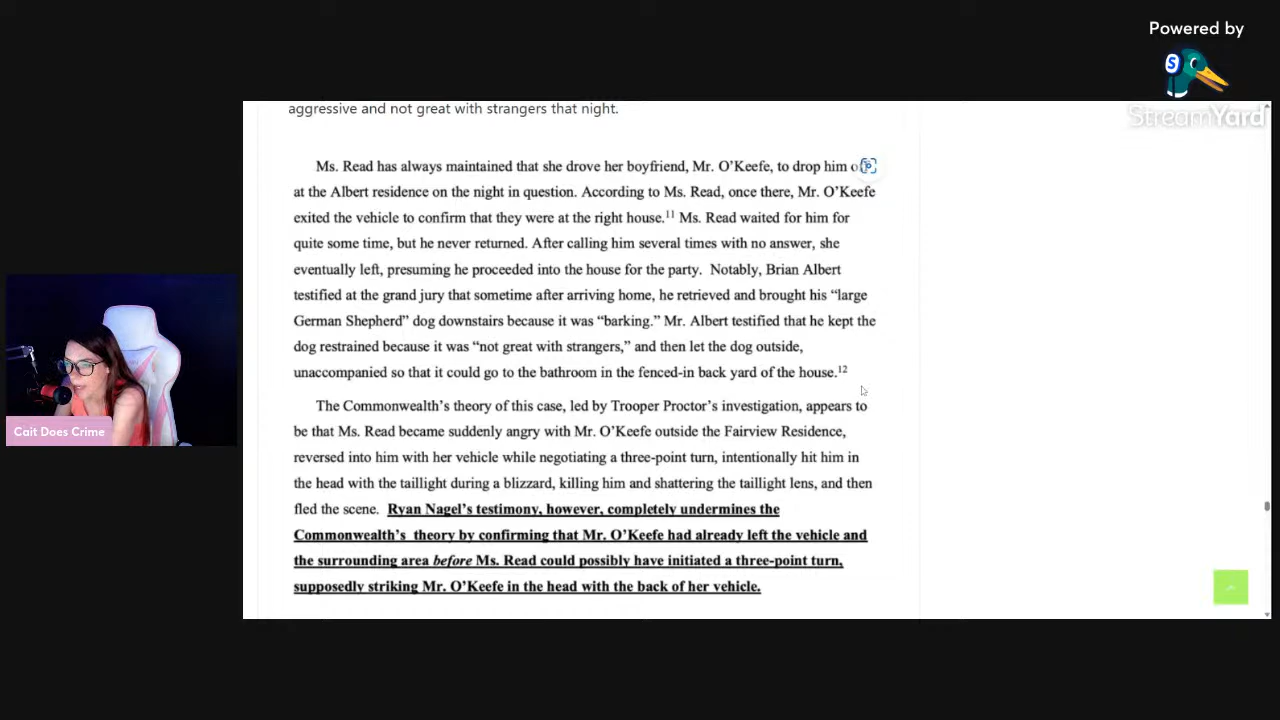 Powered by
S
StreamYard
aggressive and not great with strangers that night.
Ms. Read has always maintained that she drove her boyfriend, Mr. O’Keefe, to drop him
at the Albert residence on the night in question. According to Ms. Read, once there, Mr. O’Keefe
exited the vehicle to confirm that they were at the right house.¹¹ Ms. Read waited for him for
quite some time, but he never returned. After calling him several times with no answer, she
eventually left, presuming he proceeded into the house for the party. Notably, Brian Albert
testified at the grand jury that sometime after arriving home, he retrieved and brought his “large
German Shepherd” dog downstairs because it was “barking.” Mr. Albert testified that he kept the
dog restrained because it was “not great with strangers,” and then let the dog outside,
unaccompanied so that it could go to the bathroom in the fenced-in back yard of the house.¹²
The Commonwealth’s theory of this case, led by Trooper Proctor’s investigation, appears to
be that Ms. Read became suddenly angry with Mr. O’Keefe outside the Fairview Residence,
reversed into him with her vehicle while negotiating a three-point turn, intentionally hit him in
the head with the taillight during a blizzard, killing him and shattering the taillight lens, and then
fled the scene. Ryan Nagel’s testimony, however, completely undermines the
Commonwealth’s theory by confirming that Mr. O’Keefe had already left the vehicle and
the surrounding area before Ms. Read could possibly have initiated a three-point turn,
supposedly striking Mr. O’Keefe in the head with the back of her vehicle.
Cait Does Crime